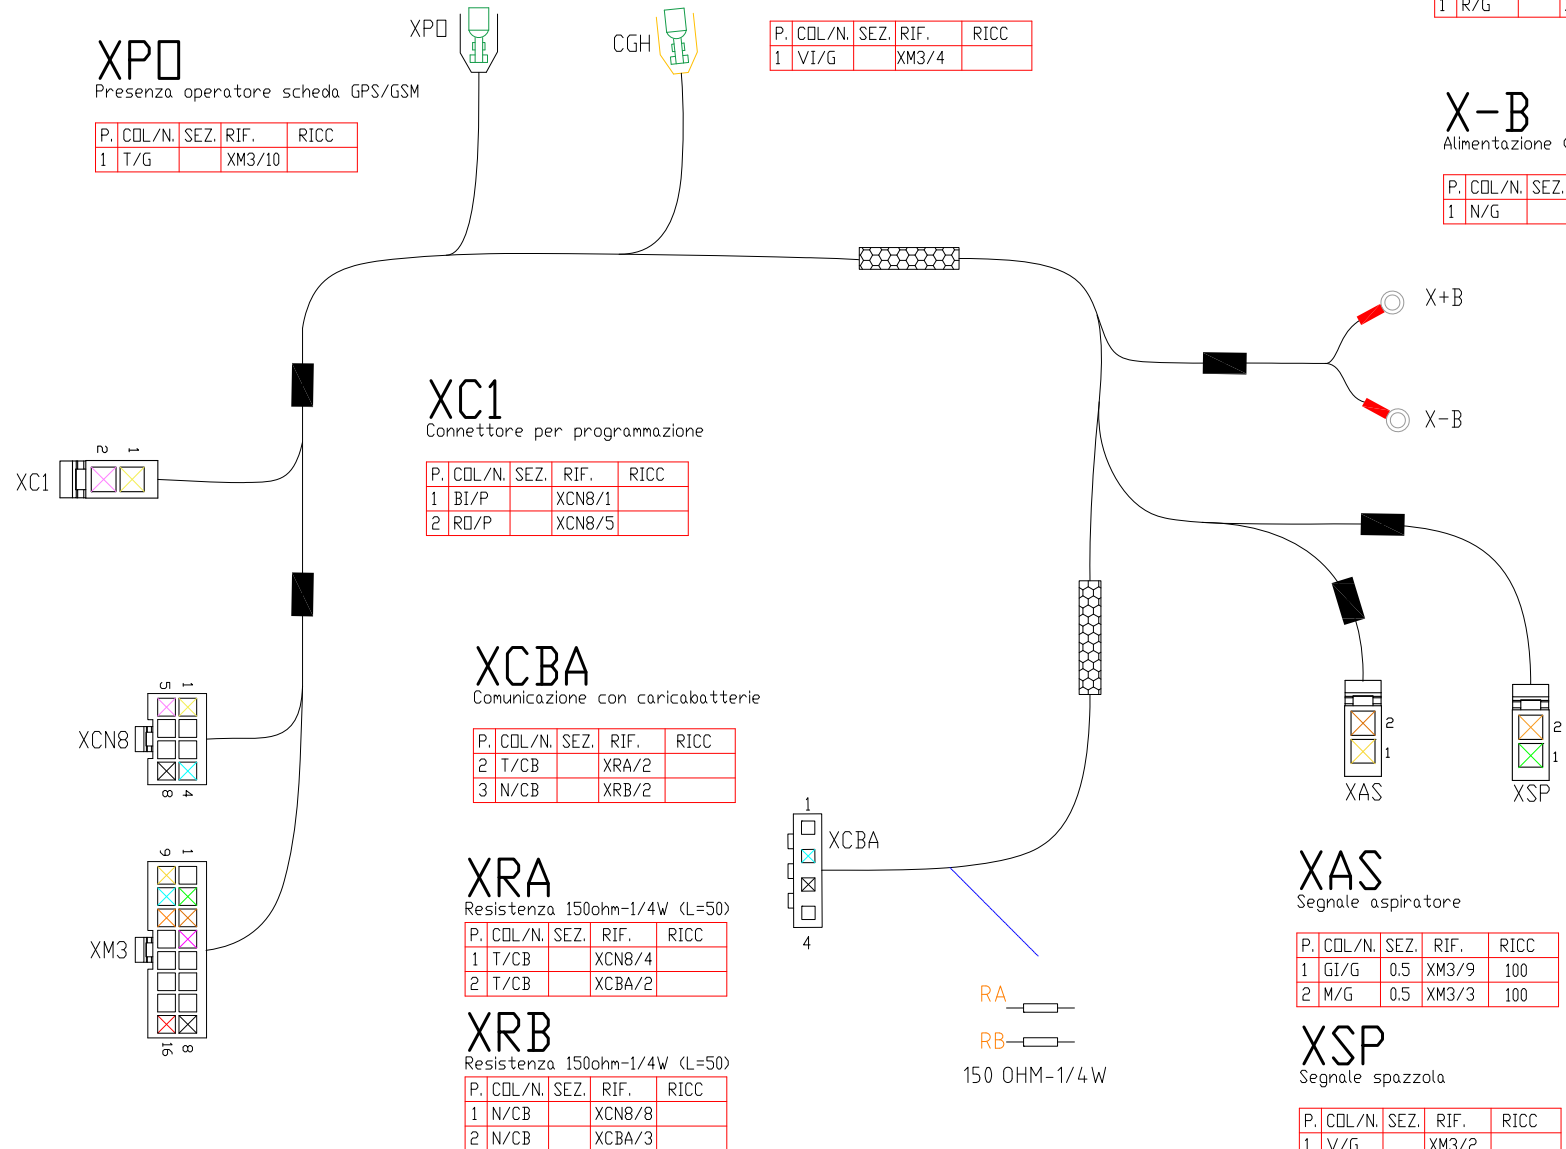 XPO
Presenza operatore scheda GPS/GSM
P. COL/N. SEZ. RIF. RICC
1 T/G XM3/10
XPO
CGH
P. COL/N. SEZ. RIF. RICC
1 VI/G XM3/4
1 R/G
X-B
Alimentazione
P. COL/N. SEZ.
1 N/G
X+B
X-B
XC1
2 1
XC1
Connettore per programmazione
P. COL/N. SEZ. RIF. RICC
1 BI/P XCN8/1
2 RO/P XCN8/5
XCN8
5 1
8 4
XM3
9 1
16 8
XCBA
Comunicazione con caricabatterie
P. COL/N. SEZ. RIF. RICC
2 T/CB XRA/2
3 N/CB XRB/2
XRA
Resistenza 150ohm-1/4W (L=50)
P. COL/N. SEZ. RIF. RICC
1 T/CB XCN8/4
2 T/CB XCBA/2
XRB
Resistenza 150ohm-1/4W (L=50)
P. COL/N. SEZ. RIF. RICC
1 N/CB XCN8/8
2 N/CB XCBA/3
1
XCBA
4
RA
RB
150 OHM-1/4W
2
1
XAS
2
1
XSP
XAS
Segnale aspiratore
P. COL/N. SEZ. RIF. RICC
1 GI/G 0.5 XM3/9 100
2 M/G 0.5 XM3/3 100
XSP
Segnale spazzola
P. COL/N. SEZ. RIF. RICC
1 V/G XM3/2